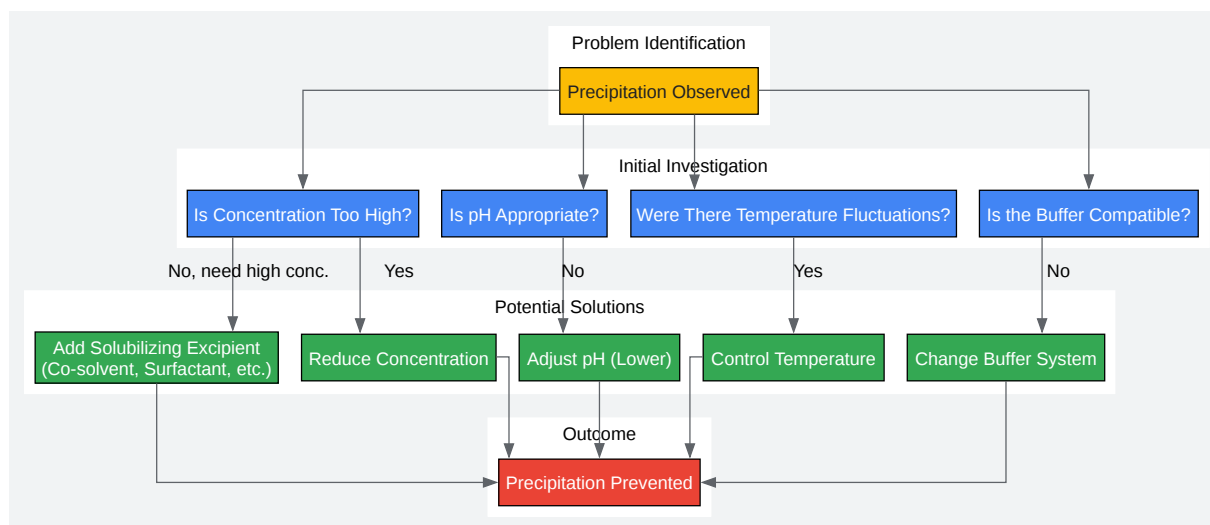 Problem Identification
Precipitation Observed
Initial Investigation
Is Concentration Too High?
Is pH Appropriate?
Were There Temperature Fluctuations?
Is the Buffer Compatible?
No, need high conc.
Yes
No
Yes
No
Potential Solutions
Add Solubilizing Excipient
(Co-solvent, Surfactant, etc.)
Reduce Concentration
Adjust pH (Lower)
Control Temperature
Change Buffer System
Outcome
Precipitation Prevented